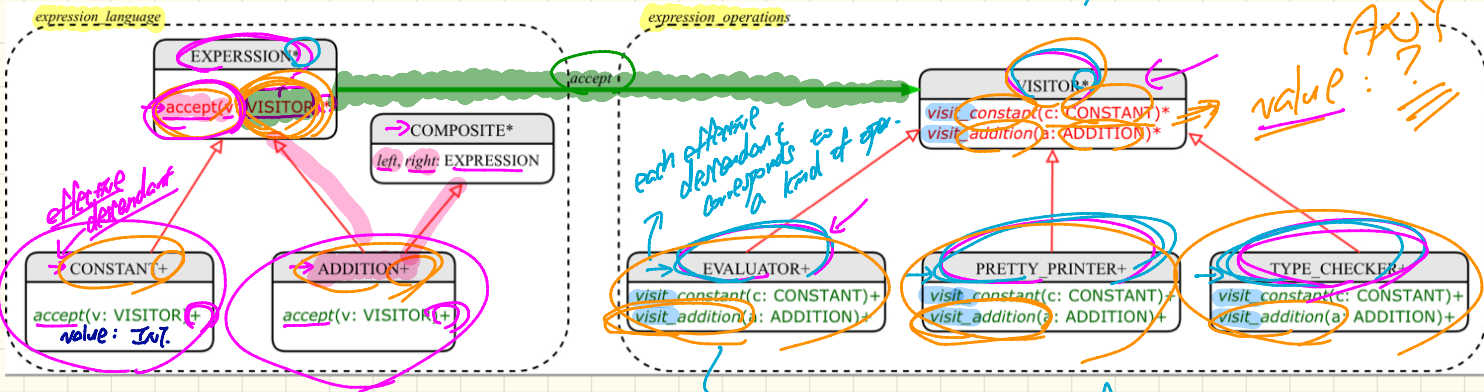 expression_language
expression_operations
EXPERSSION*
accept(v: VISITOR)*
accept
COMPOSITE*
left, right: EXPRESSION
VISITOR*
visit_constant(c: CONSTANT)*
visit_addition(a: ADDITION)*
value:
ANY
?
each effective
descendant
corresponds to
a kind of oper.
effective
descendant
CONSTANT+
accept(v: VISITOR)+
value: INT.
ADDITION+
accept(v: VISITOR)+
EVALUATOR+
visit_constant(c: CONSTANT)+
visit_addition(a: ADDITION)+
PRETTY_PRINTER+
visit_constant(c: CONSTANT)+
visit_addition(a: ADDITION)+
TYPE_CHECKER+
visit_constant(c: CONSTANT)+
visit_addition(a: ADDITION)+